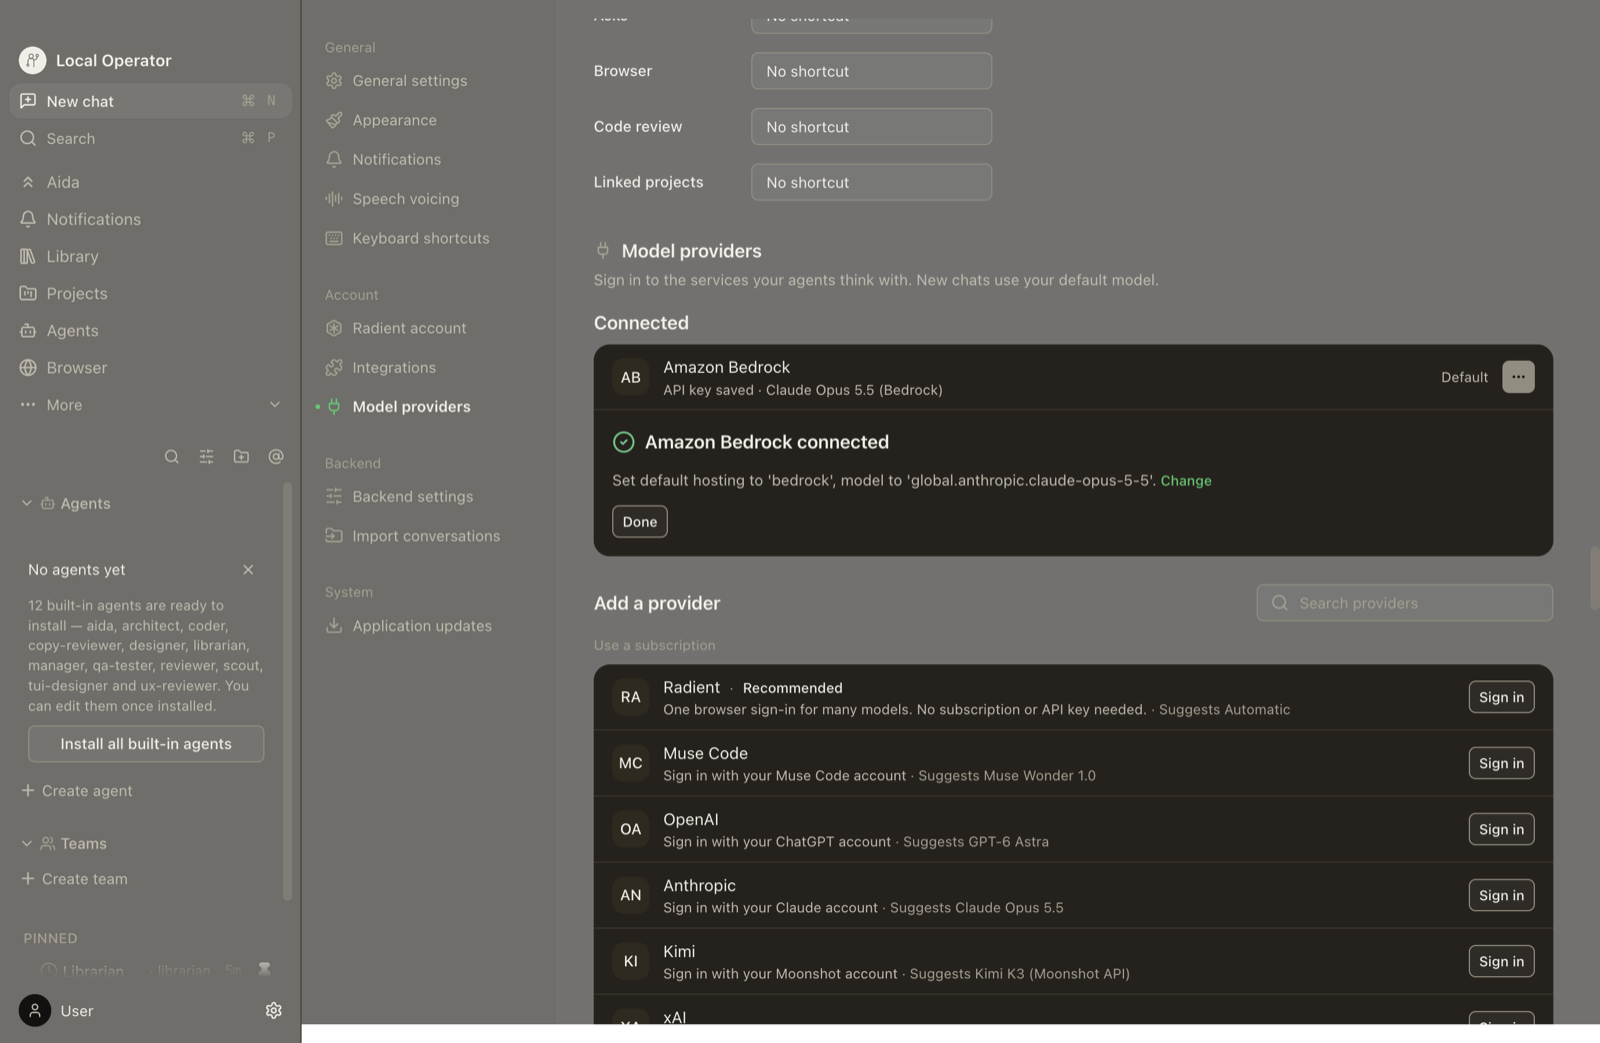 Local Operator
New chat ⌘ N
Search ⌘ P
Aida
Notifications
Library
Projects
Agents
Browser
More
Agents
No agents yet
12 built-in agents are ready to
install — aida, architect, coder,
copy-reviewer, designer, librarian,
manager, qa-tester, reviewer, scout,
tui-designer and ux-reviewer. You
can edit them once installed.
Install all built-in agents
Create agent
Teams
Create team
PINNED
Librarian · librarian 5m
User
General
General settings
Appearance
Notifications
Speech voicing
Keyboard shortcuts
Account
Radient account
Integrations
Model providers
Backend
Backend settings
Import conversations
System
Application updates
No shortcut
Browser No shortcut
Code review No shortcut
Linked projects No shortcut
Model providers
Sign in to the services your agents think with. New chats use your default model.
Connected
AB Amazon Bedrock
API key saved · Claude Opus 5.5 (Bedrock)
Default
Amazon Bedrock connected
Set default hosting to 'bedrock', model to 'global.anthropic.claude-opus-5-5'. Change
Done
Add a provider
Search providers
Use a subscription
RA Radient · Recommended
One browser sign-in for many models. No subscription or API key needed. · Suggests Automatic
Sign in
MC Muse Code
Sign in with your Muse Code account · Suggests Muse Wonder 1.0
Sign in
OA OpenAI
Sign in with your ChatGPT account · Suggests GPT-6 Astra
Sign in
AN Anthropic
Sign in with your Claude account · Suggests Claude Opus 5.5
Sign in
KI Kimi
Sign in with your Moonshot account · Suggests Kimi K3 (Moonshot API)
Sign in
xAI